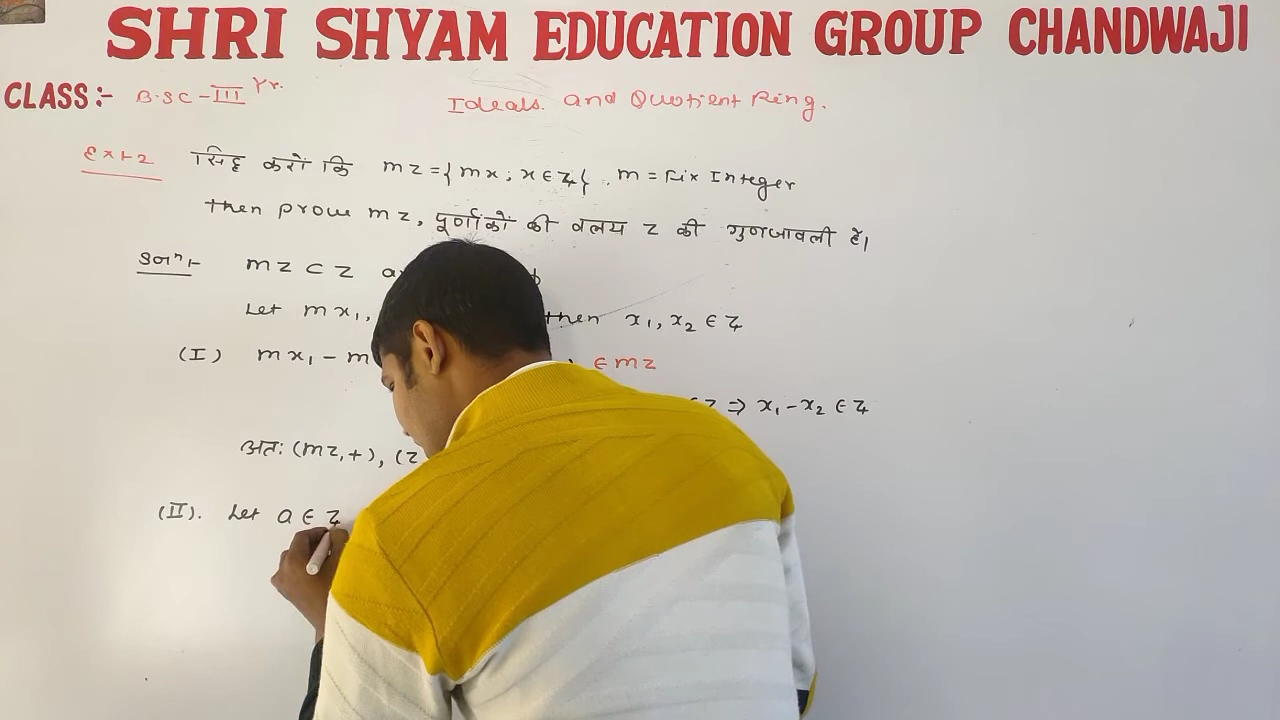 SHRI SHYAM EDUCATION GROUP CHANDWAJI
CLASS:- B.SC-III Yr. Ideals and Quotient Ring.
Ex+2 सिद्द करों कि mZ = { mx ; x ∈ Z } . m = Fix Integer
then prove mZ, पूर्णांकों की वलय Z की गुणजावली हैं।
Soln:- mZ ⊂ Z
Let mx₁, then x₁, x₂ ∈ Z
(I) mx₁ - m ∈ mZ
⇒ x₁ - x₂ ∈ Z
अत: (mZ,+), (Z
(II). Let a ∈ Z